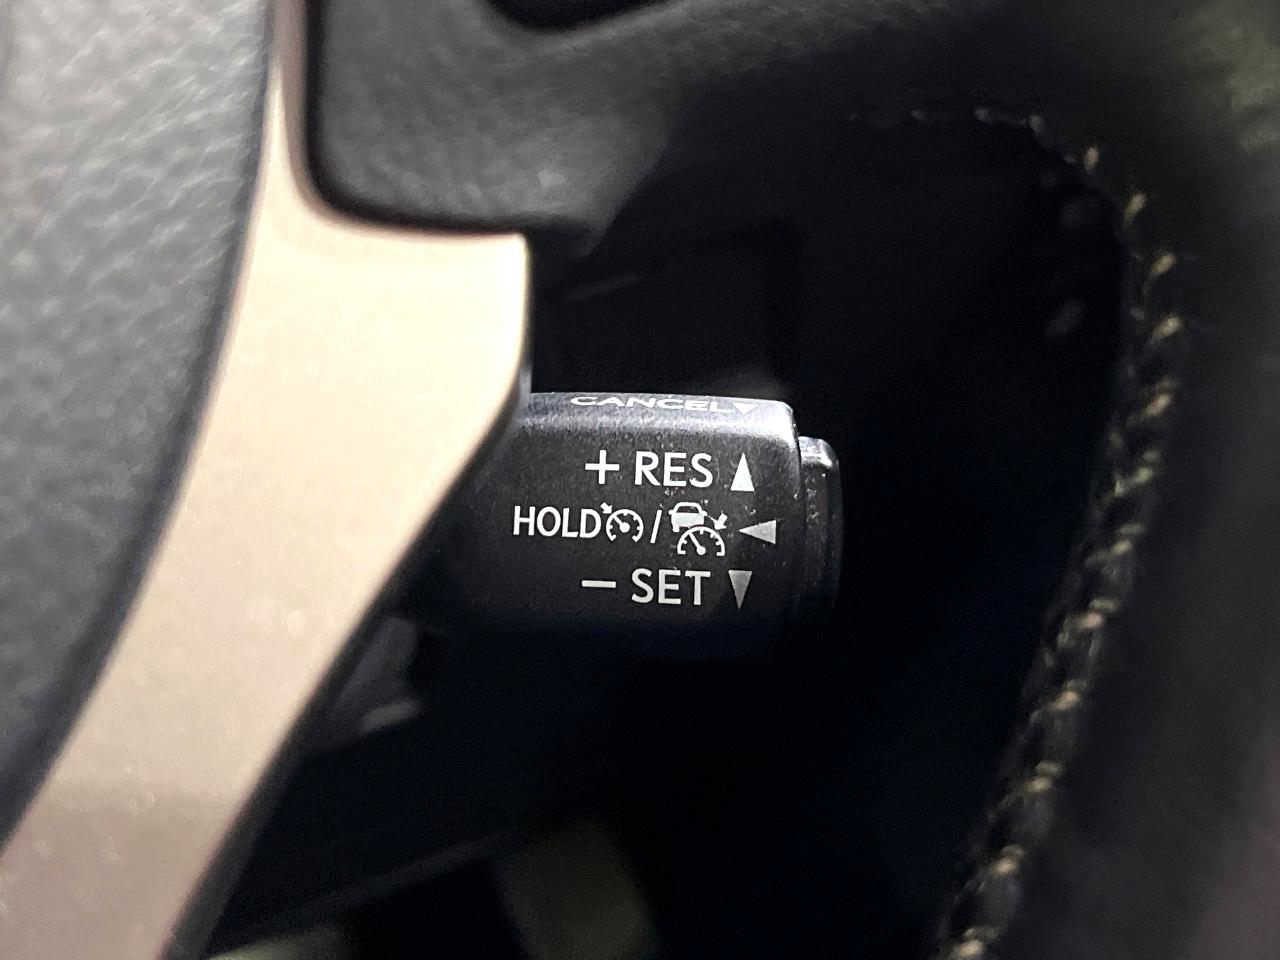 CANCEL▼
+ RES ▲
HOLD / ◀
− SET ▼